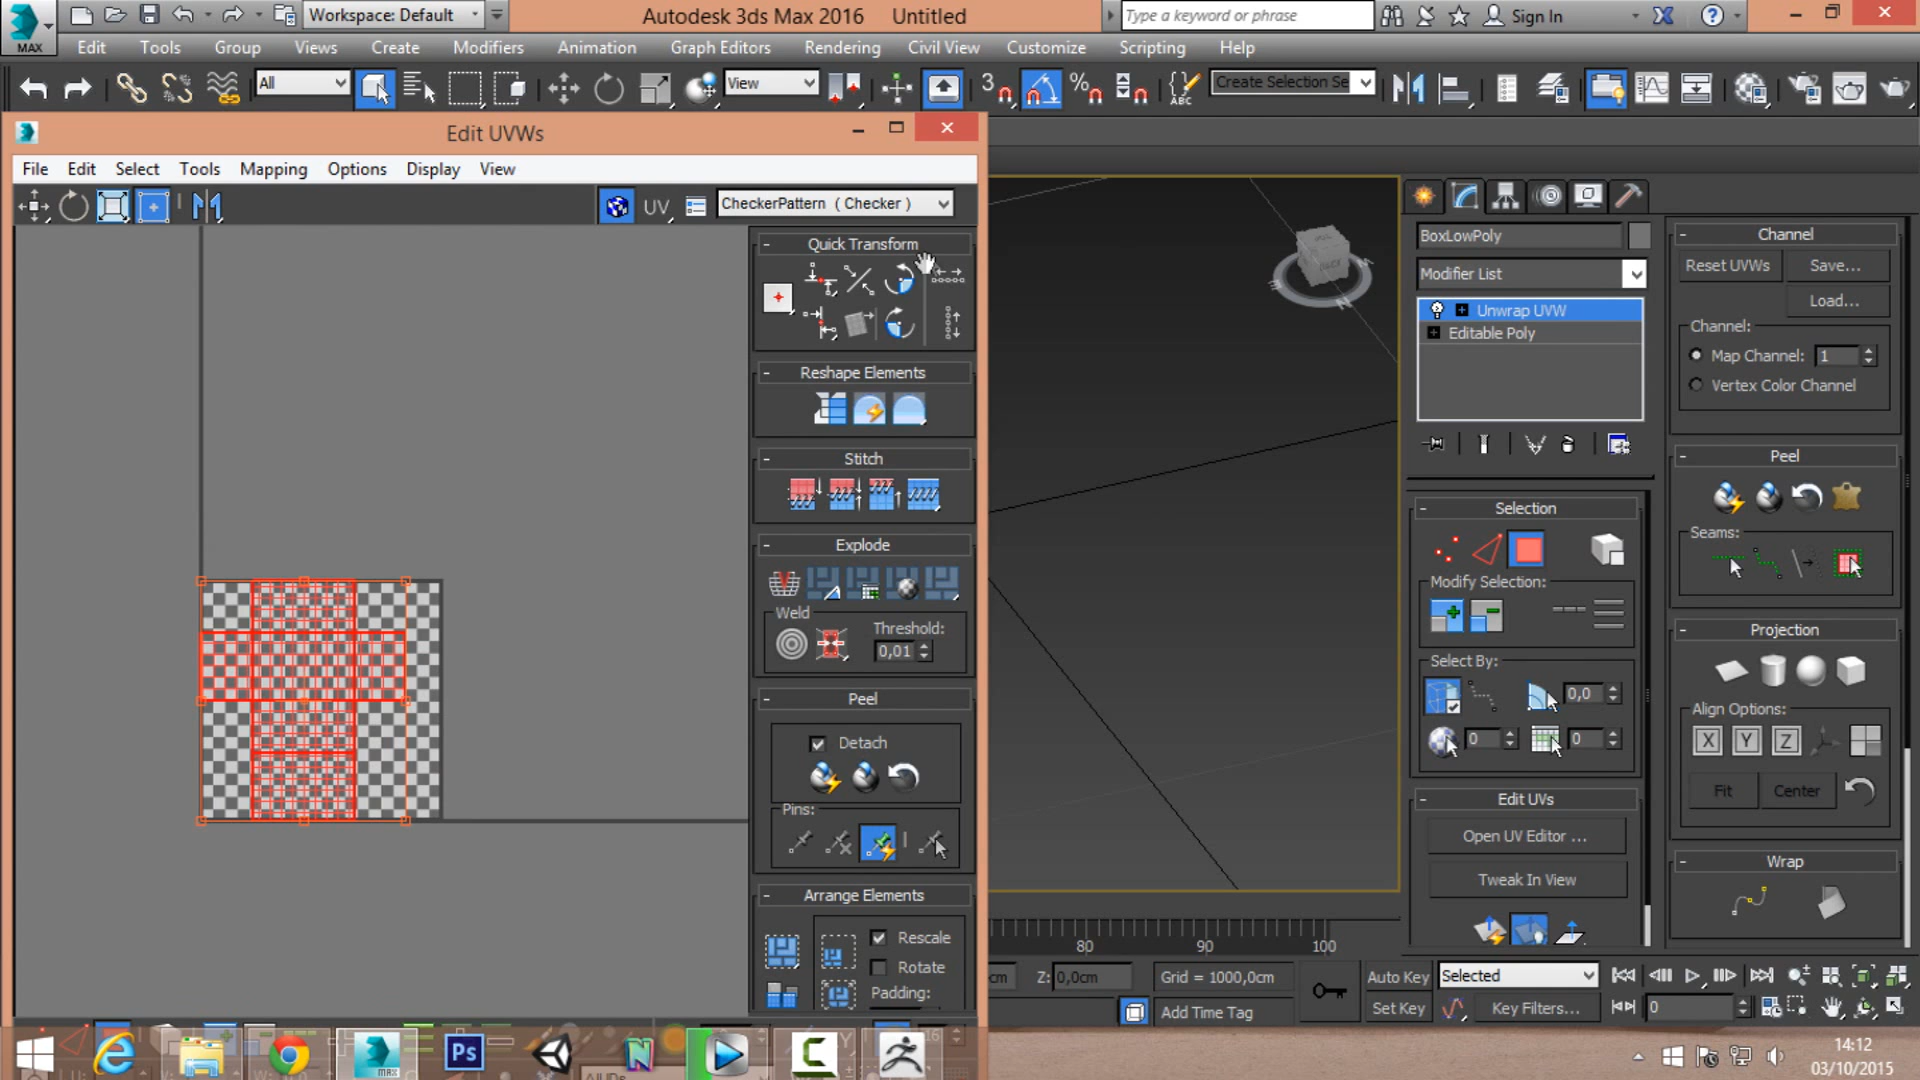 Workspace: Default
Autodesk 3ds Max 2016 Untitled
Type a keyword or phrase
Sign In
MAX
Edit Tools Group Views Create Modifiers Animation Graph Editors Rendering Civil View Customize Scripting Help
All
View
3
%
ABC
Create Selection Se
Edit UVWs
File Edit Select Tools Mapping Options Display View
UV
CheckerPattern ( Checker )
Quick Transform
Reshape Elements
Stitch
Explode
Weld
Threshold:
0,01
Peel
Detach
Pins:
Arrange Elements
Rescale
Rotate
Padding:
BoxLowPoly
Modifier List
Unwrap UVW
Editable Poly
Selection
Modify Selection:
Select By:
0,0
0
0
Edit UVs
Open UV Editor ...
Tweak In View
Channel
Reset UVWs
Save...
Load...
Channel:
Map Channel: 1
Vertex Color Channel
Peel
Seams:
Projection
Align Options:
X Y Z
Fit
Center
Wrap
80 90 100
cm
Z: 0,0cm
Grid = 1000,0cm
Add Time Tag
Auto Key
Selected
Set Key
Key Filters...
0
MAX
Ps
14:12
03/10/2015